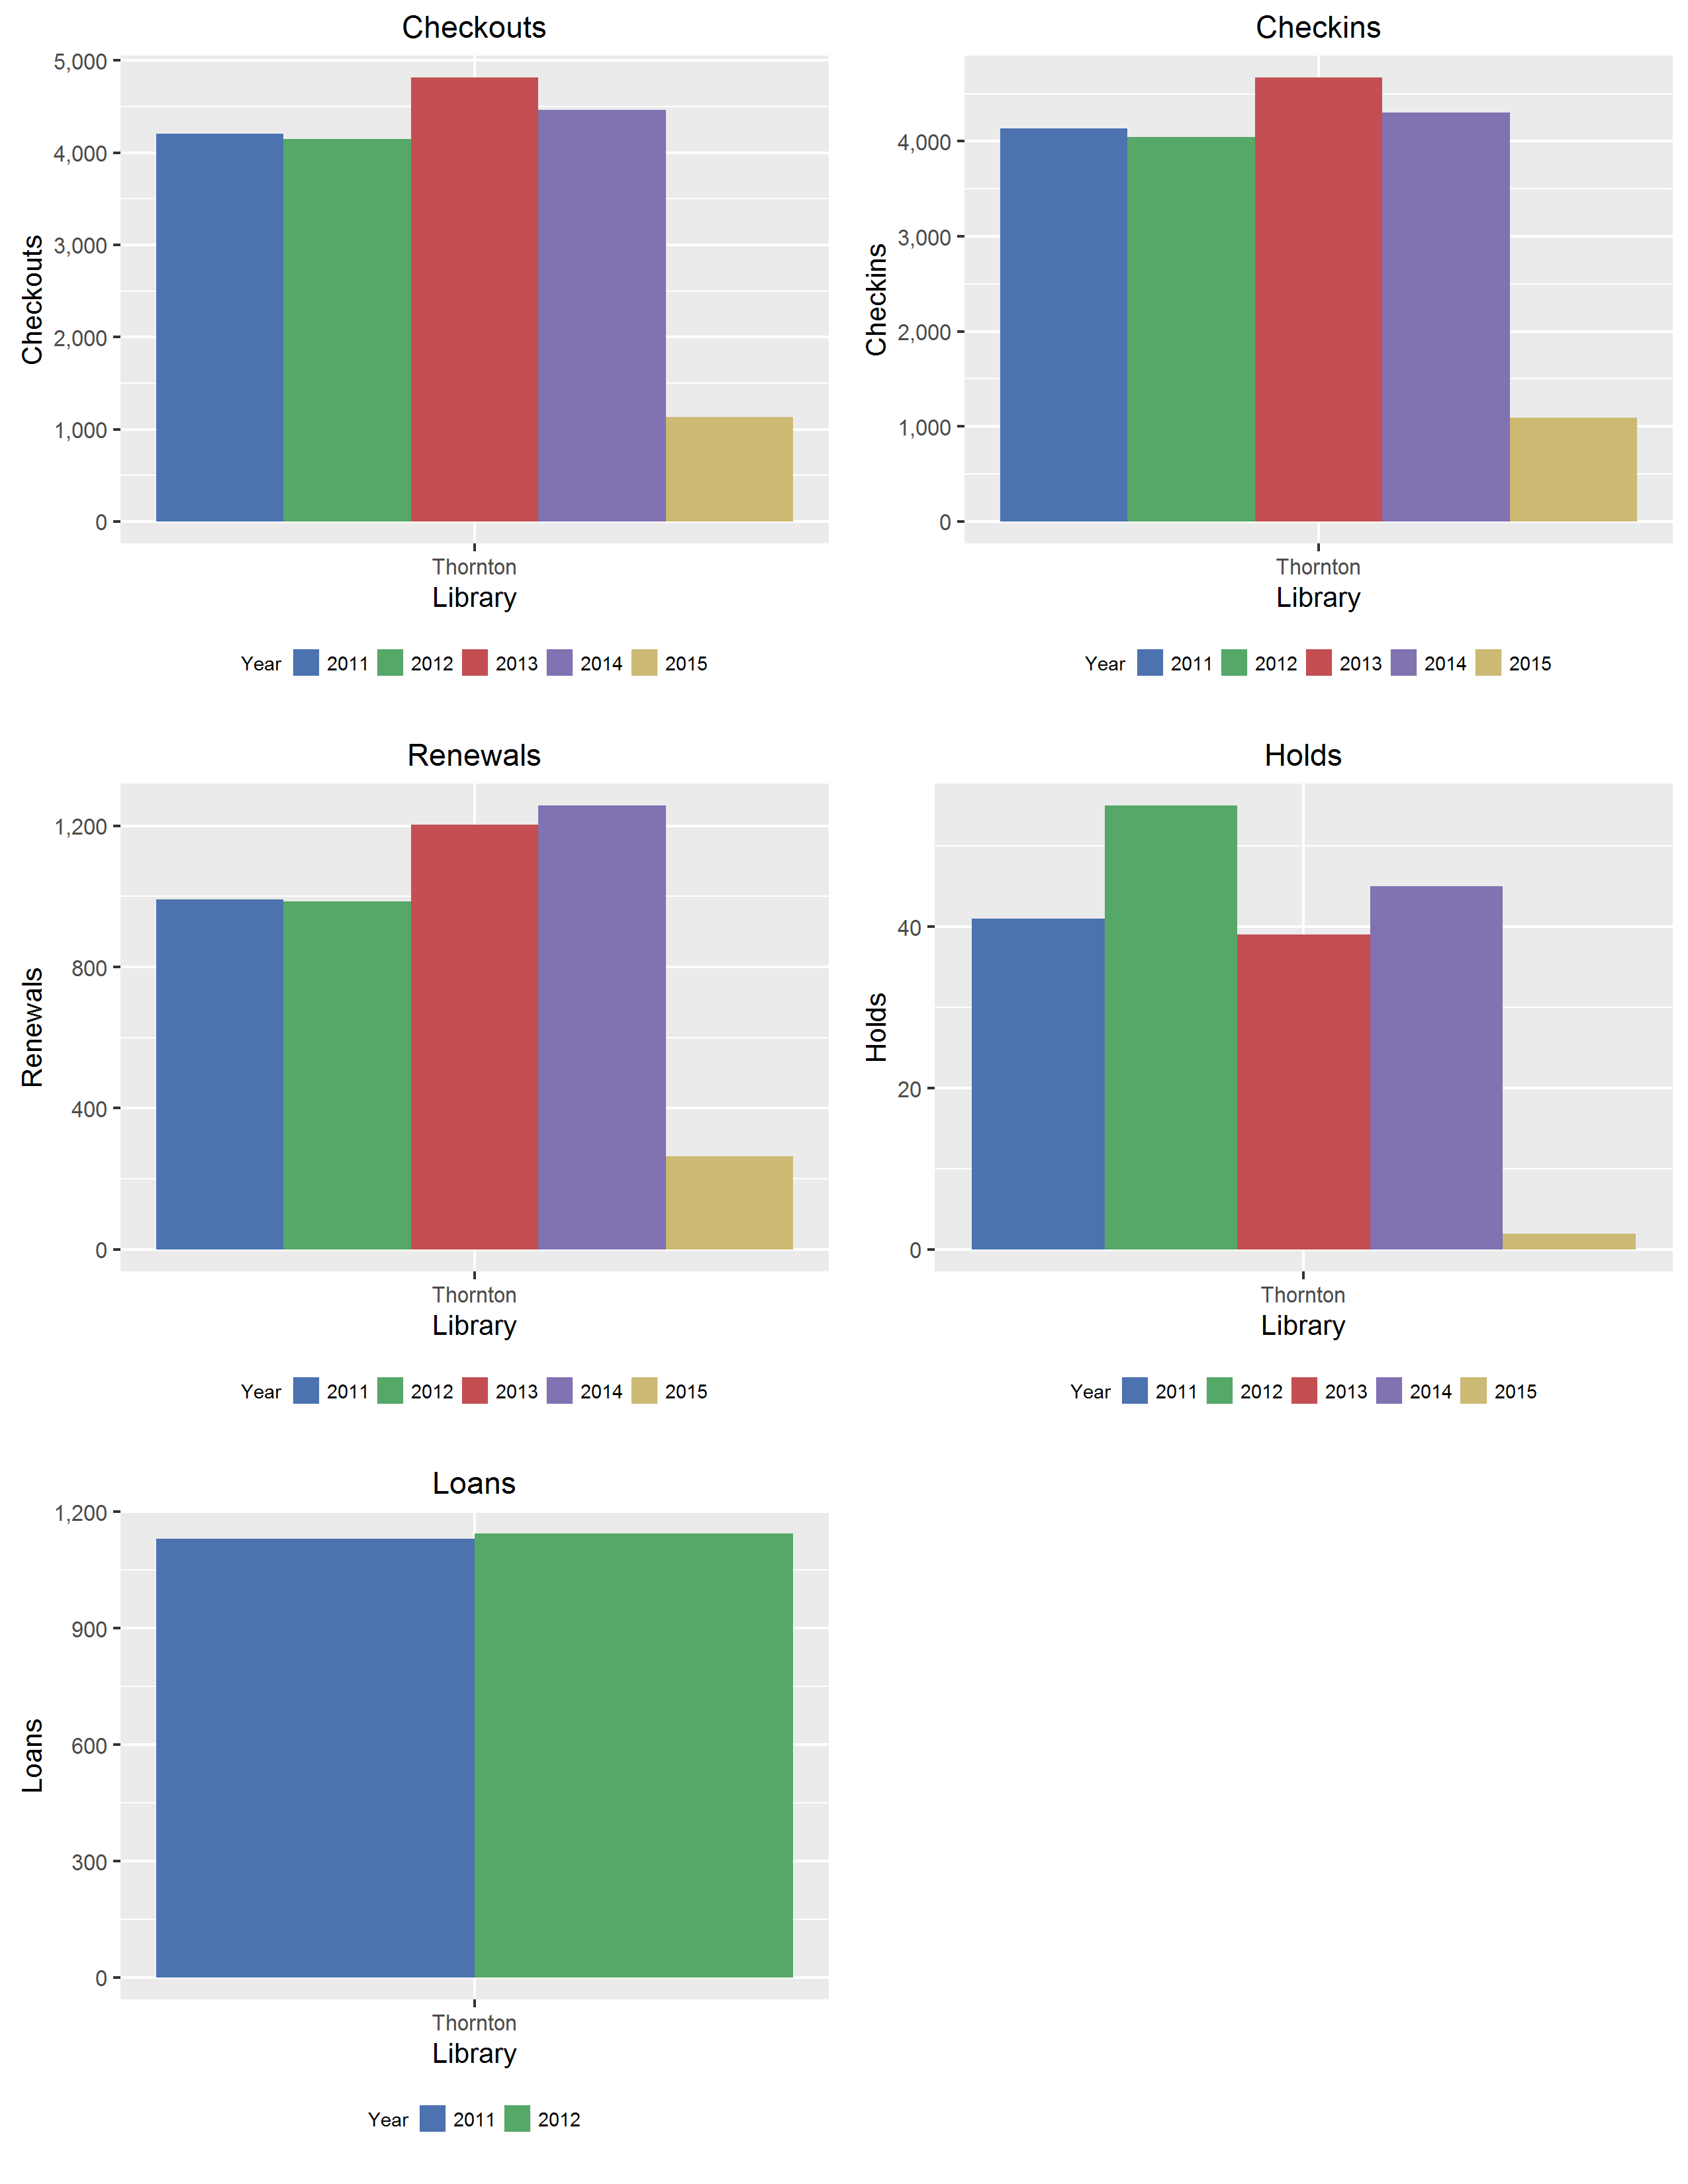 Checkouts
5,000
4,000
3,000
2,000
1,000
0
Checkouts
Thornton
Library
Year 2011 2012 2013 2014 2015
Checkins
4,000
3,000
2,000
1,000
0
Checkins
Thornton
Library
Year 2011 2012 2013 2014 2015
Renewals
1,200
800
400
0
Renewals
Thornton
Library
Year 2011 2012 2013 2014 2015
Holds
40
20
0
Holds
Thornton
Library
Year 2011 2012 2013 2014 2015
Loans
1,200
900
600
300
0
Loans
Thornton
Library
Year 2011 2012